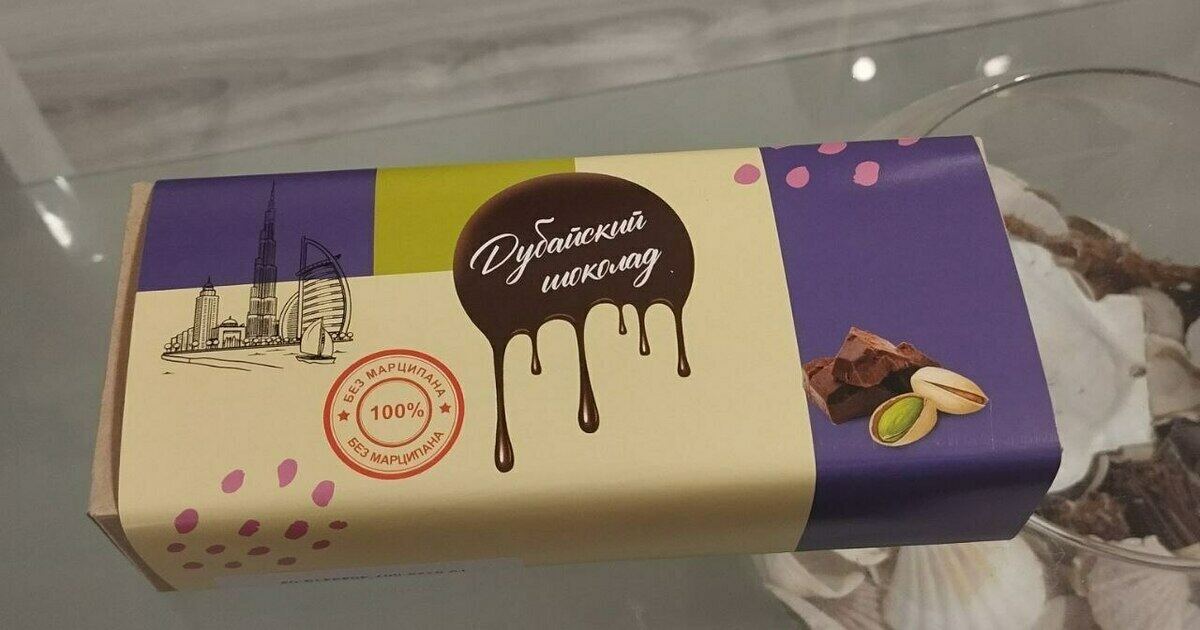 Дубайский
шоколад
БЕЗ МАРЦИПАНА
100%
БЕЗ МАРЦИПАНА